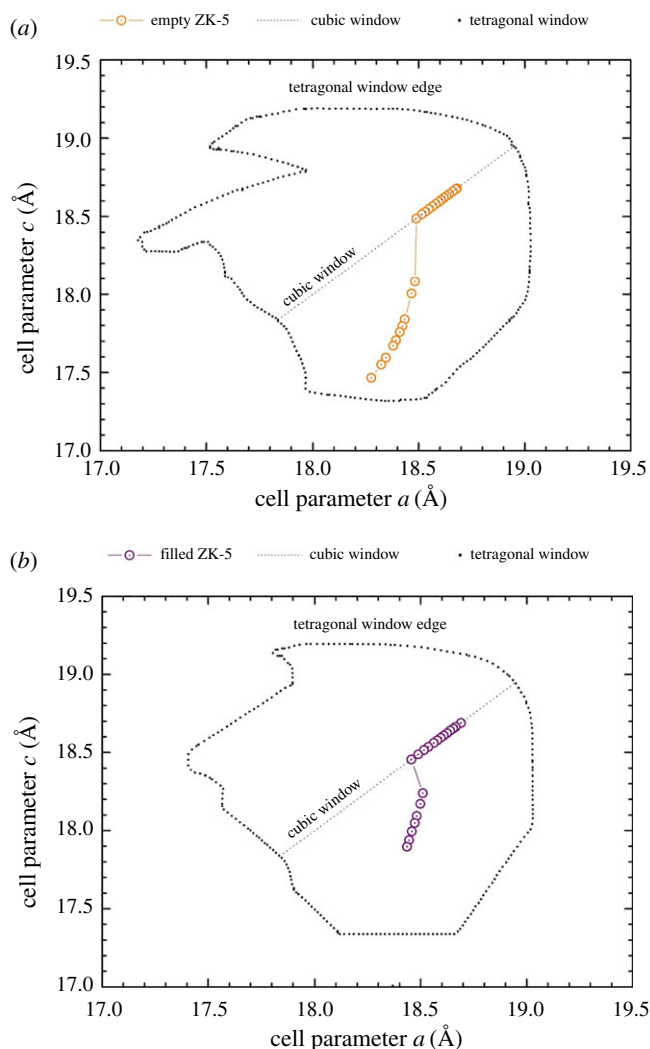 (a)
empty ZK-5 cubic window tetragonal window
19.5
tetragonal window edge
19.0
18.5
cubic window
18.0
17.5
17.0
cell parameter c (Å)
17.0 17.5 18.0 18.5 19.0 19.5
cell parameter a (Å)
(b)
filled ZK-5 cubic window tetragonal window
19.5
tetragonal window edge
19.0
18.5
cubic window
18.0
17.5
17.0
cell parameter c (Å)
17.0 17.5 18.0 18.5 19.0 19.5
cell parameter a (Å)